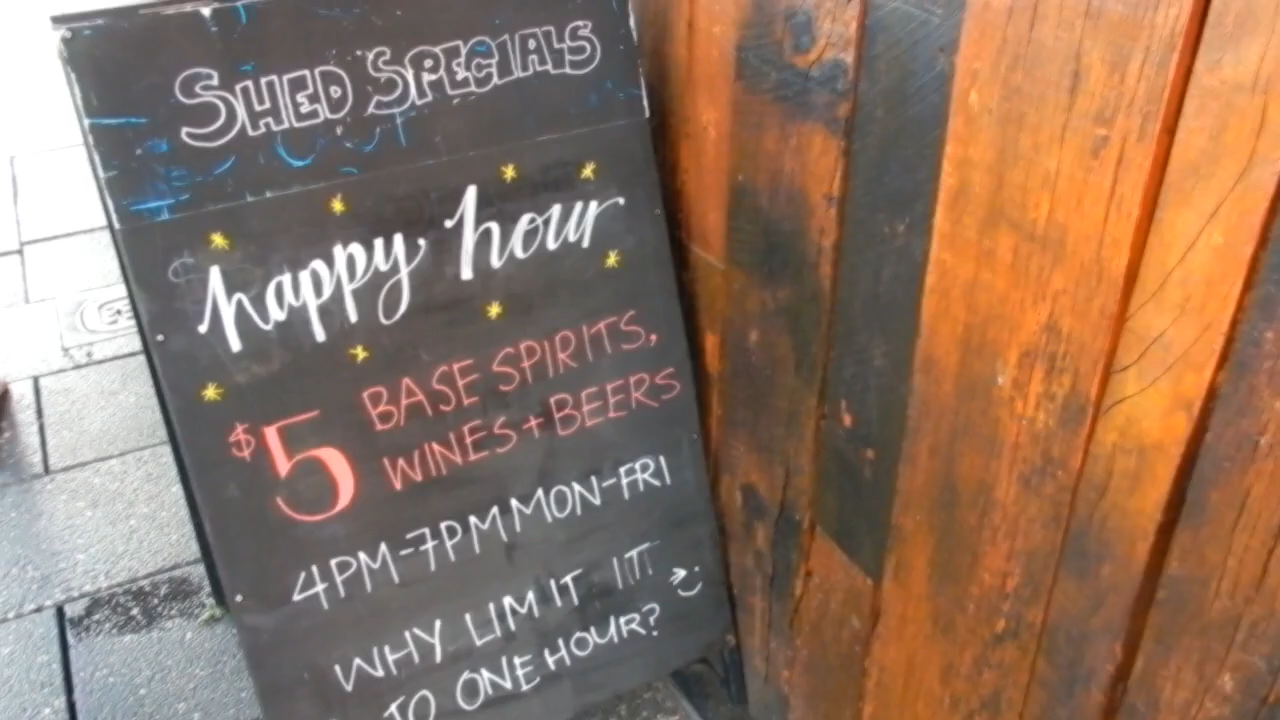 SHED SPECIALS
happy hour
$5 BASE SPIRITS,
WINES+BEERS
4PM-7PM MON-FRI
WHY LIMIT IT
TO ONE HOUR?